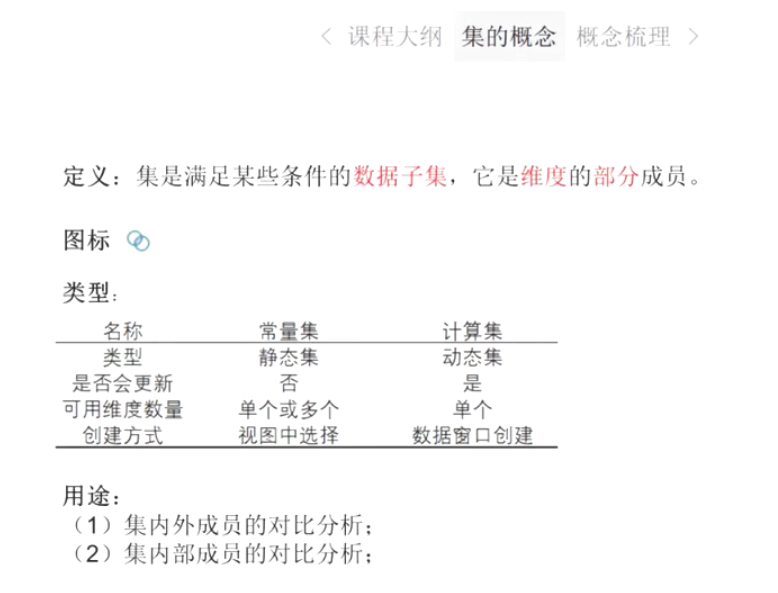 < 课程大纲 集的概念 概念梳理 >
定义：集是满足某些条件的数据子集，它是维度的部分成员。
图标
类型：
名称 常量集 计算集
类型 静态集 动态集
是否会更新 否 是
可用维度数量 单个或多个 单个
创建方式 视图中选择 数据窗口创建
用途：
（1）集内外成员的对比分析；
（2）集内部成员的对比分析；